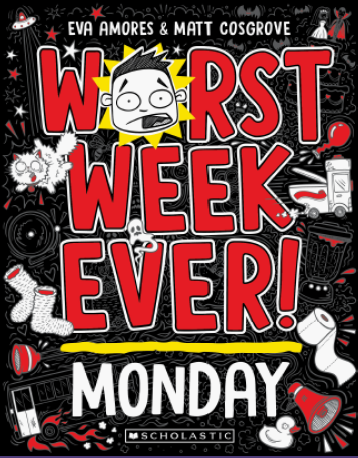 EVA AMORES & MATT COSGROVE
WORST
WEEK
EVER!
MONDAY
SCHOLASTIC